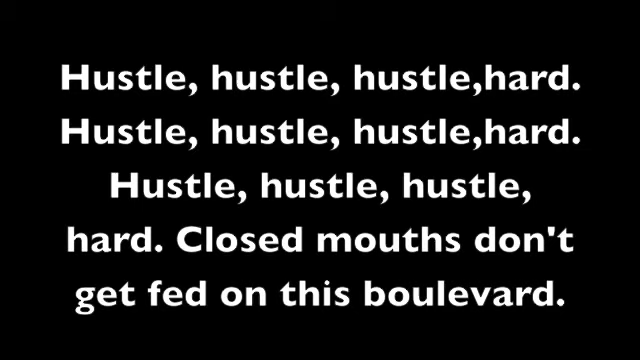 Hustle, hustle, hustle,hard.
Hustle, hustle, hustle,hard.
Hustle, hustle, hustle,
hard. Closed mouths don't
get fed on this boulevard.